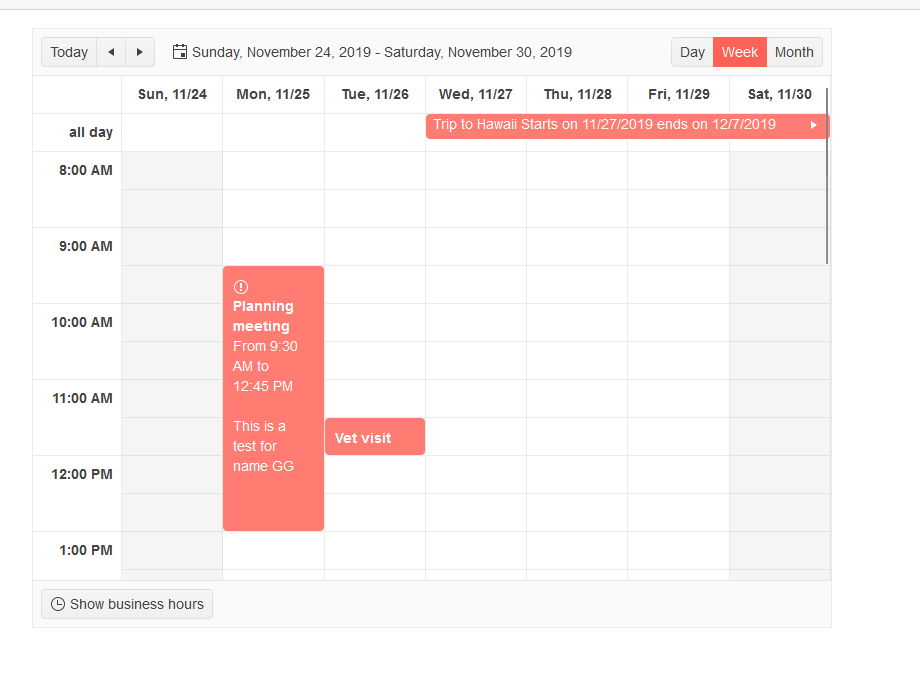 Today Sunday, November 24, 2019 - Saturday, November 30, 2019 Day Week Month
Sun, 11/24 Mon, 11/25 Tue, 11/26 Wed, 11/27 Thu, 11/28 Fri, 11/29 Sat, 11/30
all day Trip to Hawaii Starts on 11/27/2019 ends on 12/7/2019
8:00 AM
9:00 AM
Planning
meeting
From 9:30
AM to
12:45 PM
This is a
test for
name GG
10:00 AM
11:00 AM
Vet visit
12:00 PM
1:00 PM
Show business hours